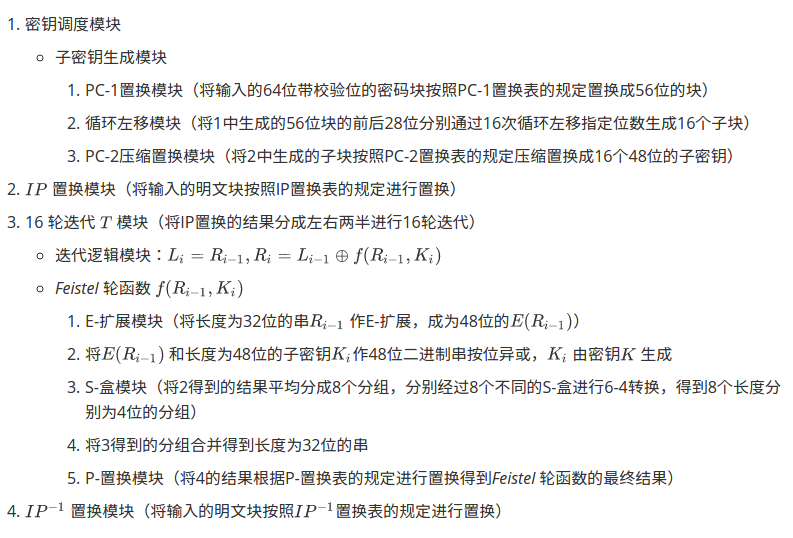 1. 密钥调度模块
子密钥生成模块
1. PC-1置换模块（将输入的64位带校验位的密码块按照PC-1置换表的规定置换成56位的块）
2. 循环左移模块（将1中生成的56位块的前后28位分别通过16次循环左移指定位数生成16个子块）
3. PC-2压缩置换模块（将2中生成的子块按照PC-2置换表的规定压缩置换成16个48位的子密钥）
2. IP 置换模块（将输入的明文块按照IP置换表的规定进行置换）
3. 16 轮迭代 T 模块（将IP置换的结果分成左右两半进行16轮迭代）
迭代逻辑模块：L_i = R_{i−1}, R_i = L_{i−1} ⊕ f(R_{i−1}, K_i)
Feistel 轮函数 f(R_{i−1}, K_i)
1. E-扩展模块（将长度为32位的串R_{i−1} 作E-扩展，成为48位的E(R_{i−1})）
2. 将E(R_{i−1}) 和长度为48位的子密钥K_i作48位二进制串按位异或，K_i 由密钥K 生成
3. S-盒模块（将2得到的结果平均分成8个分组，分别经过8个不同的S-盒进行6-4转换，得到8个长度分
别为4位的分组）
4. 将3得到的分组合并得到长度为32位的串
5. P-置换模块（将4的结果根据P-置换表的规定进行置换得到Feistel 轮函数的最终结果）
4. IP^{−1} 置换模块（将输入的明文块按照IP^{−1}置换表的规定进行置换）